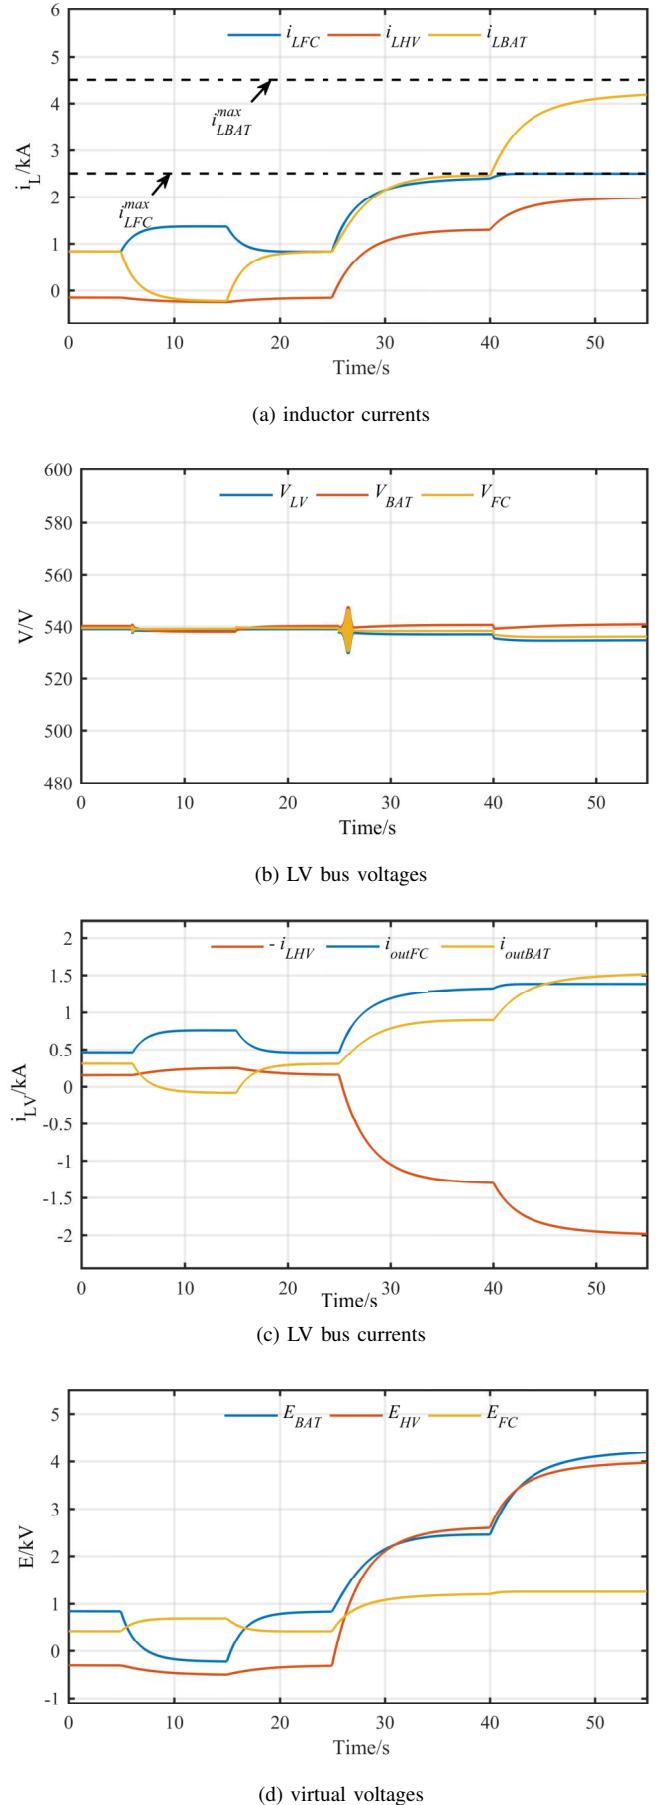 6
5
4
3
2
1
0
i_L/kA
i_LFC i_LHV i_LBAT
i_LBAT^max
i_LFC^max
0 10 20 30 40 50
Time/s
(a) inductor currents
600
580
560
540
520
500
480
V/V
V_LV V_BAT V_FC
0 10 20 30 40 50
Time/s
(b) LV bus voltages
2
1.5
1
0.5
0
-0.5
-1
-1.5
-2
i_LV/kA
- i_LHV i_outFC i_outBAT
0 10 20 30 40 50
Time/s
(c) LV bus currents
5
4
3
2
1
0
-1
E/kV
E_BAT E_HV E_FC
0 10 20 30 40 50
Time/s
(d) virtual voltages